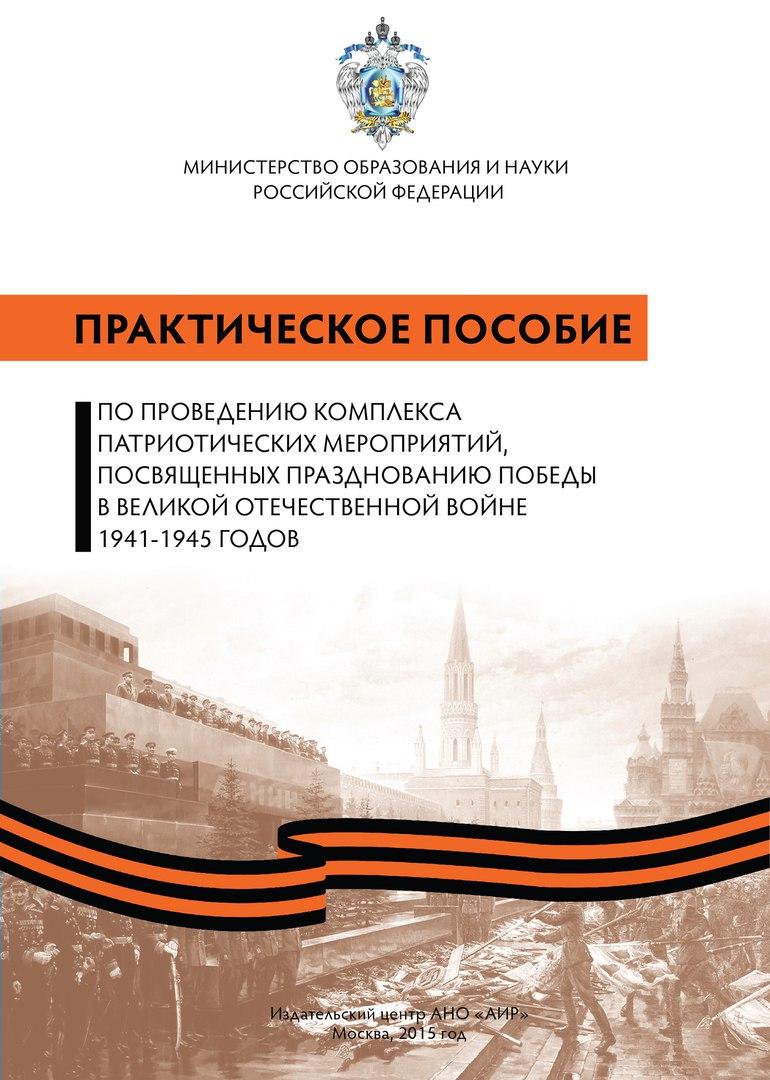 МИНИСТЕРСТВО ОБРАЗОВАНИЯ И НАУКИ
РОССИЙСКОЙ ФЕДЕРАЦИИ
ПРАКТИЧЕСКОЕ ПОСОБИЕ
ПО ПРОВЕДЕНИЮ КОМПЛЕКСА
ПАТРИОТИЧЕСКИХ МЕРОПРИЯТИЙ,
ПОСВЯЩЕННЫХ ПРАЗДНОВАНИЮ ПОБЕДЫ
В ВЕЛИКОЙ ОТЕЧЕСТВЕННОЙ ВОЙНЕ
1941-1945 ГОДОВ
Издательский центр АНО «АИР»
Москва, 2015 год